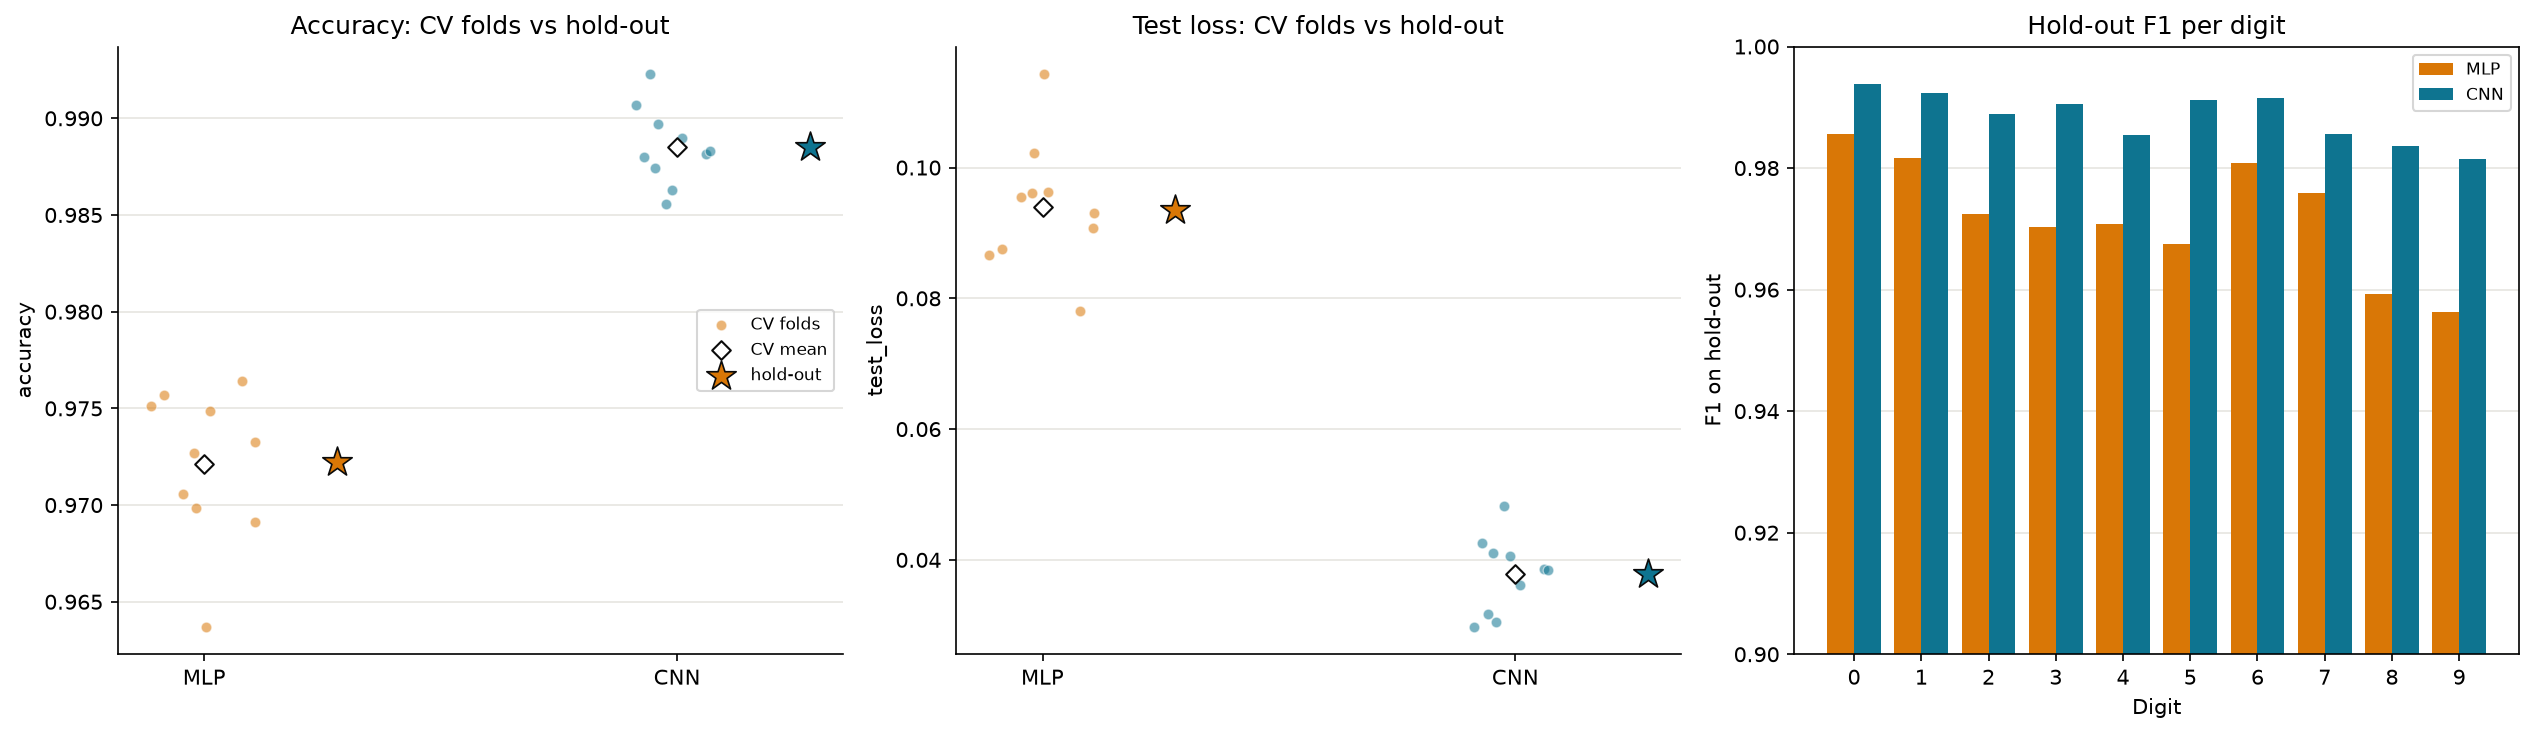 Accuracy: CV folds vs hold-out
accuracy
0.990
0.985
0.980
0.975
0.970
0.965
CV folds
CV mean
hold-out
MLP
CNN
Test loss: CV folds vs hold-out
test_loss
0.10
0.08
0.06
0.04
MLP
CNN
Hold-out F1 per digit
F1 on hold-out
1.00
0.98
0.96
0.94
0.92
0.90
MLP
CNN
0 1 2 3 4 5 6 7 8 9
Digit